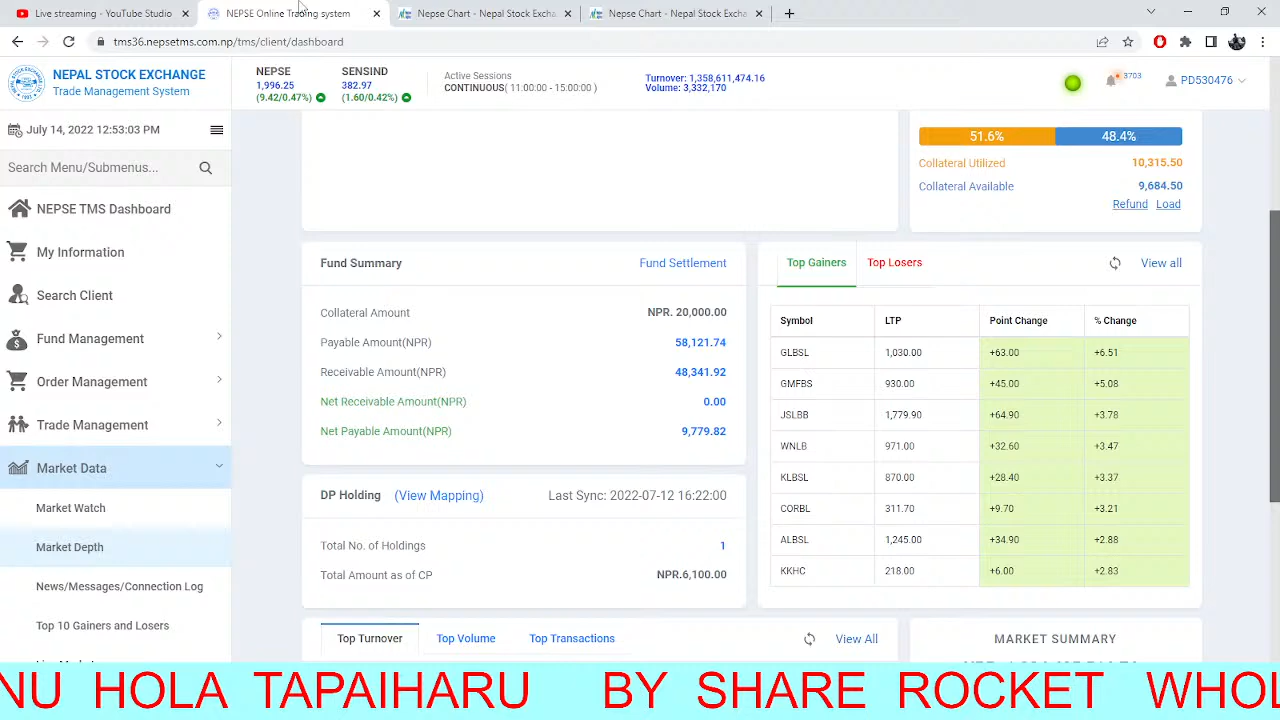 Live streaming - YouTube Studio
NEPSE Online Trading system
Nepse Chart - Nepal Stock Excha
Nepse Chart - Nepal Stock Excha
tms36.nepsetms.com.np/tms/client/dashboard
NEPAL STOCK EXCHANGE
Trade Management System
NEPSE
1,996.25
(9.42/0.47%)
SENSIND
382.97
(1.60/0.42%)
Active Sessions
CONTINUOUS( 11:00:00 - 15:00:00 )
Turnover: 1,358,611,474.16
Volume: 3,332,170
3703
PD530476
July 14, 2022 12:53:03 PM
Search Menu/Submenus...
NEPSE TMS Dashboard
My Information
Search Client
Fund Management
Order Management
Trade Management
Market Data
Market Watch
Market Depth
News/Messages/Connection Log
Top 10 Gainers and Losers
51.6% 48.4%
Collateral Utilized 10,315.50
Collateral Available 9,684.50
Refund Load
Fund Summary Fund Settlement
Collateral Amount NPR. 20,000.00
Payable Amount(NPR) 58,121.74
Receivable Amount(NPR) 48,341.92
Net Receivable Amount(NPR) 0.00
Net Payable Amount(NPR) 9,779.82
DP Holding (View Mapping) Last Sync: 2022-07-12 16:22:00
Total No. of Holdings 1
Total Amount as of CP NPR.6,100.00
Top Gainers Top Losers View all
Symbol LTP Point Change % Change
GLBSL 1,030.00 +63.00 +6.51
GMFBS 930.00 +45.00 +5.08
JSLBB 1,779.90 +64.90 +3.78
WNLB 971.00 +32.60 +3.47
KLBSL 870.00 +28.40 +3.37
CORBL 311.70 +9.70 +3.21
ALBSL 1,245.00 +34.90 +2.88
KKHC 218.00 +6.00 +2.83
Top Turnover Top Volume Top Transactions View All
MARKET SUMMARY
NU HOLA TAPAIHARU BY SHARE ROCKET WHOL